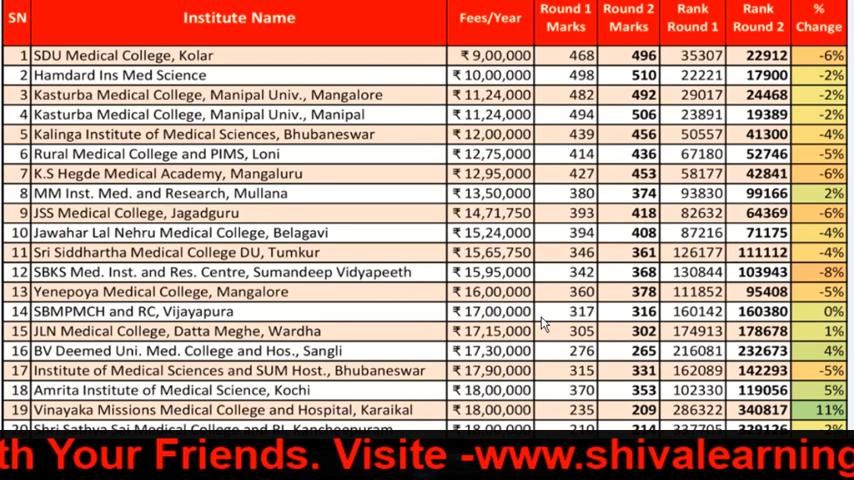 SN Institute Name Fees/Year Round 1 Marks Round 2 Marks Rank Round 1 Rank Round 2 % Change
1 SDU Medical College, Kolar ₹ 9,00,000 468 496 35307 22912 -6%
2 Hamdard Ins Med Science ₹ 10,00,000 498 510 22221 17900 -2%
3 Kasturba Medical College, Manipal Univ., Mangalore ₹ 11,24,000 482 492 29017 24468 -2%
4 Kasturba Medical College, Manipal Univ., Manipal ₹ 11,24,000 494 506 23891 19389 -2%
5 Kalinga Institute of Medical Sciences, Bhubaneswar ₹ 12,00,000 439 456 50557 41300 -4%
6 Rural Medical College and PIMS, Loni ₹ 12,75,000 414 436 67180 52746 -5%
7 K.S Hegde Medical Academy, Mangaluru ₹ 12,95,000 427 453 58177 42841 -6%
8 MM Inst. Med. and Research, Mullana ₹ 13,50,000 380 374 93830 99166 2%
9 JSS Medical College, Jagadguru ₹ 14,71,750 393 418 82632 64369 -6%
10 Jawahar Lal Nehru Medical College, Belagavi ₹ 15,24,000 394 408 87216 71175 -4%
11 Sri Siddhartha Medical College DU, Tumkur ₹ 15,65,750 346 361 126177 111112 -4%
12 SBKS Med. Inst. and Res. Centre, Sumandeep Vidyapeeth ₹ 15,95,000 342 368 130844 103943 -8%
13 Yenepoya Medical College, Mangalore ₹ 16,00,000 360 378 111852 95408 -5%
14 SBMPMCH and RC, Vijayapura ₹ 17,00,000 317 316 160142 160380 0%
15 JLN Medical College, Datta Meghe, Wardha ₹ 17,15,000 305 302 174913 178678 1%
16 BV Deemed Uni. Med. College and Hos., Sangli ₹ 17,30,000 276 265 216081 232673 4%
17 Institute of Medical Sciences and SUM Host., Bhubaneswar ₹ 17,90,000 315 331 162089 142293 -5%
18 Amrita Institute of Medical Science, Kochi ₹ 18,00,000 370 353 102330 119056 5%
19 Vinayaka Missions Medical College and Hospital, Karaikal ₹ 18,00,000 235 209 286322 340817 11%
20 Shri Sathya Sai Medical College and RI, Kancheepuram ₹ 18,00,000 210 214 337705 329126
th Your Friends. Visite -www.shivalearning